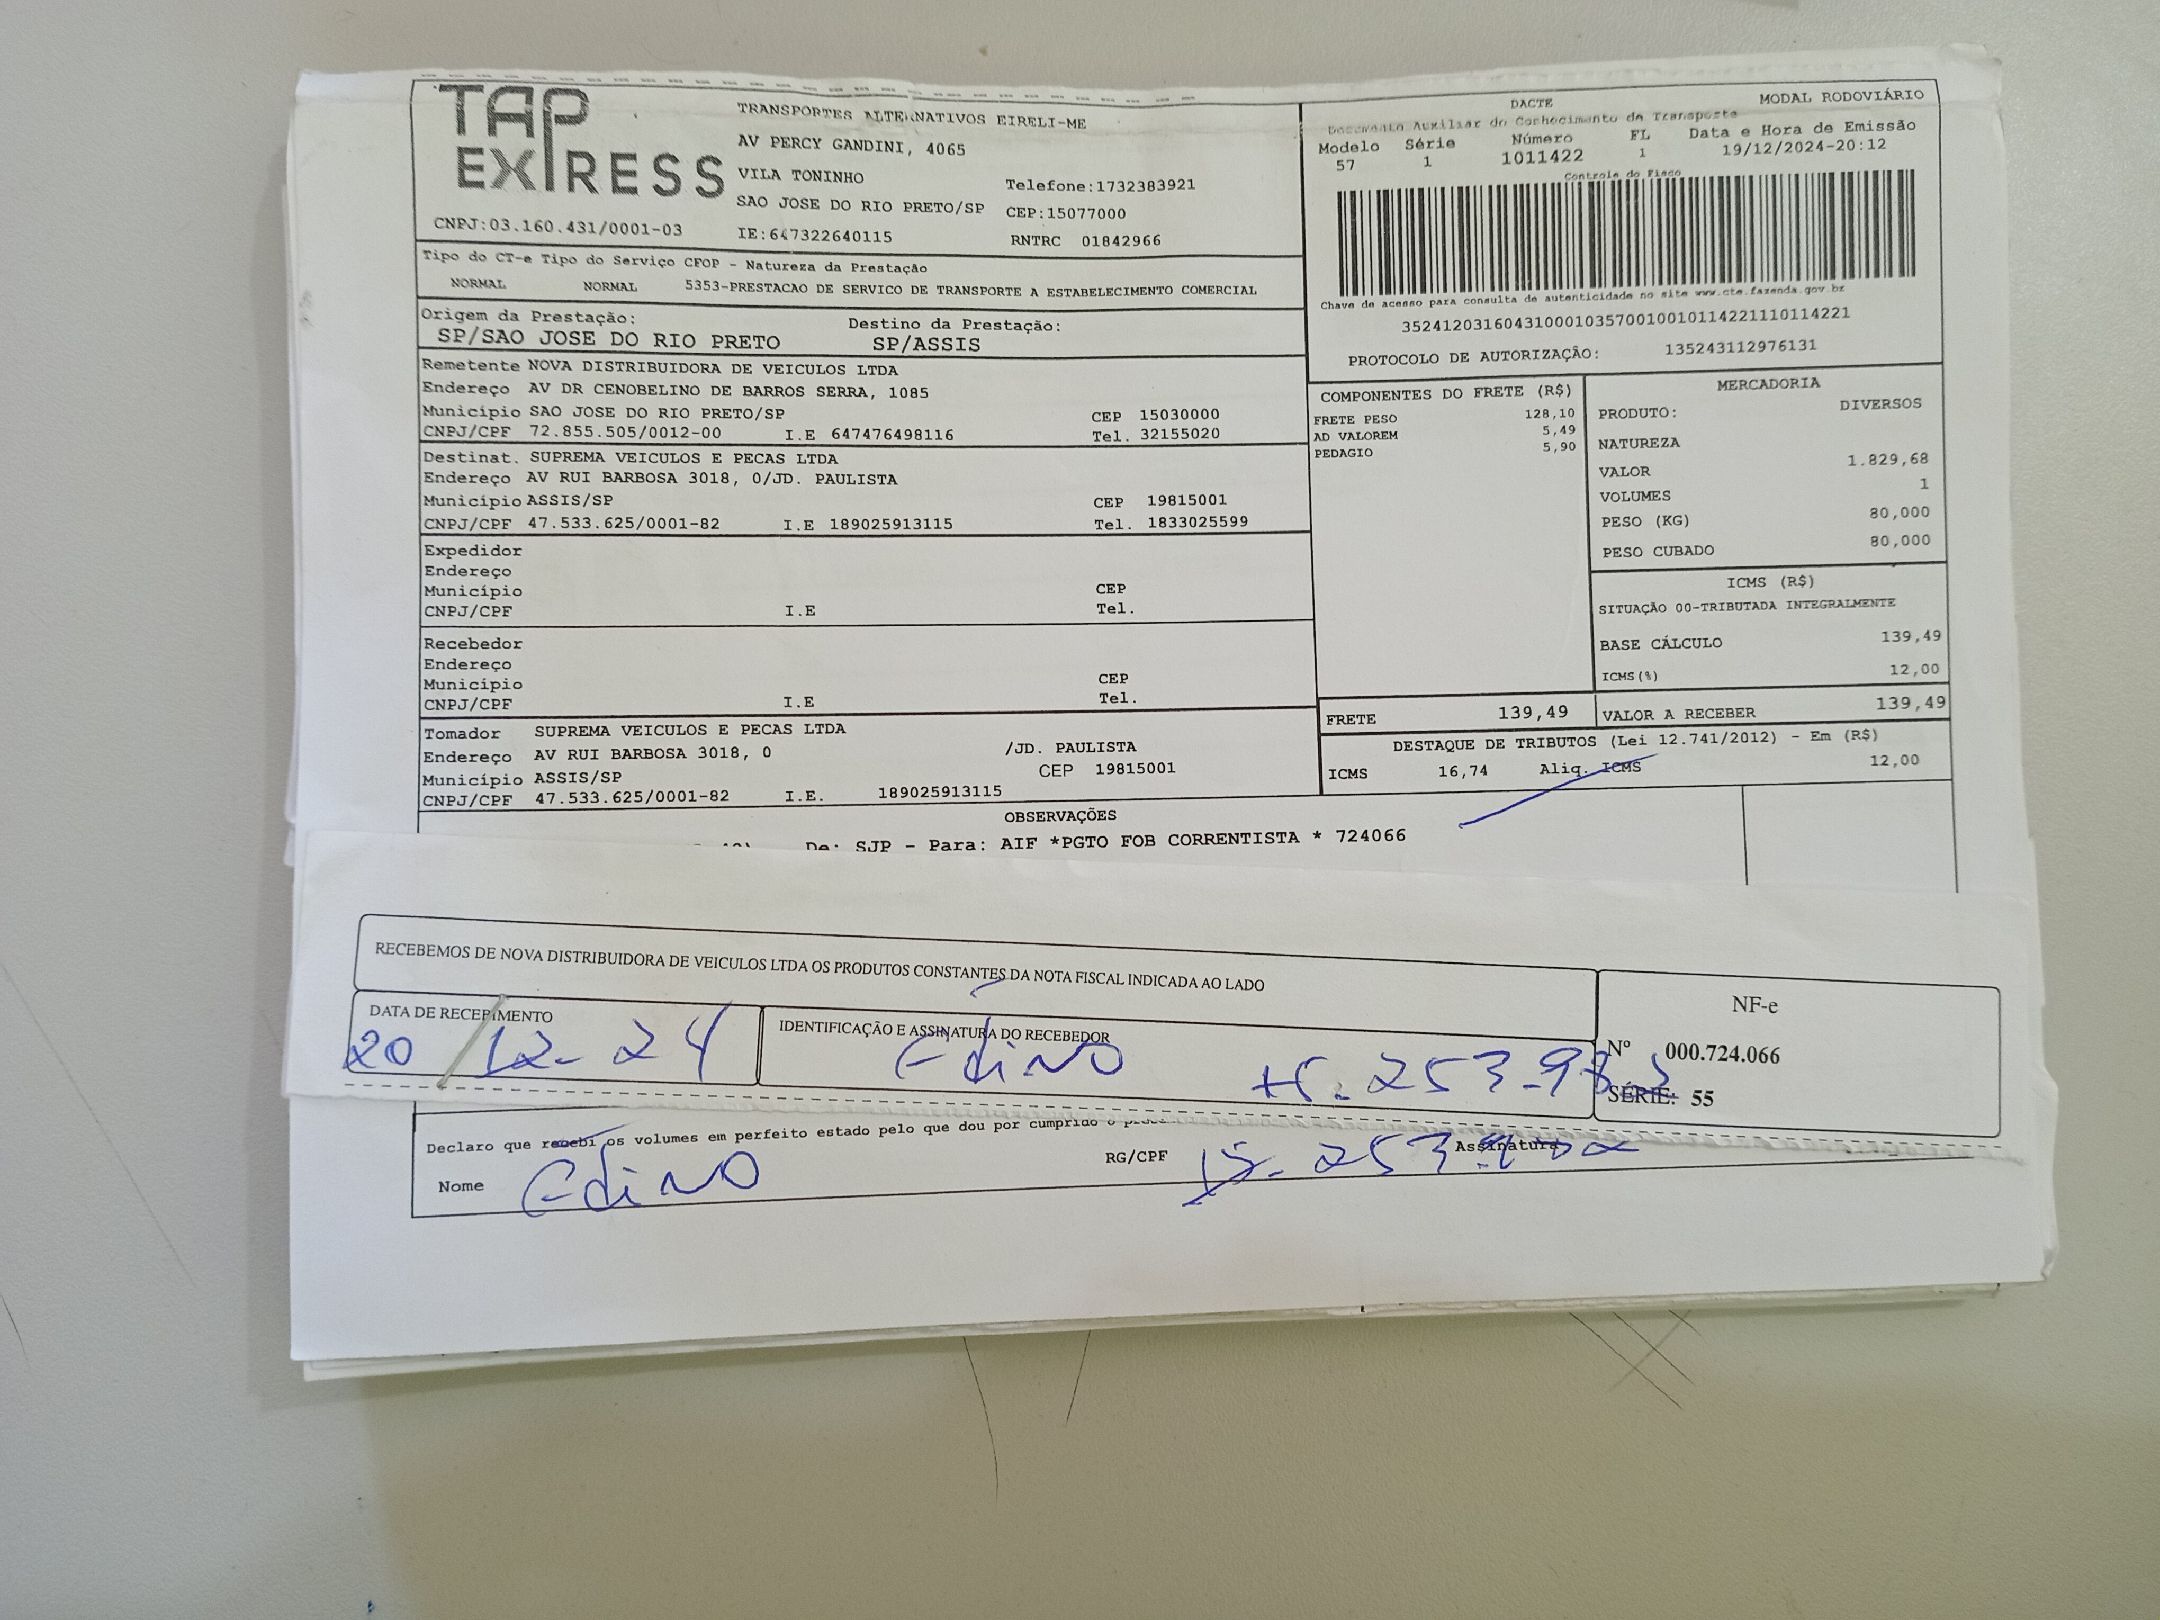 TAP EXPRESS
TRANSPORTES ALTERNATIVOS EIRELI-ME
AV PERCY GANDINI, 4065
VILA TONINHO
Telefone:1732383921
SAO JOSE DO RIO PRETO/SP CEP:15077000
CNPJ:03.160.431/0001-03 IE:647322640115 RNTRC 01842966
DACTE MODAL RODOVIÁRIO
Documento Auxiliar do Conhecimento de Transporte
Modelo Série Número FL Data e Hora de Emissão
57 1 1011422 1 19/12/2024-20:12
Controle do Fisco
Chave de acesso para consulta de autenticidade no site www.cte.fazenda.gov.br
35241203160431000103570010010114221110114221
PROTOCOLO DE AUTORIZAÇÃO: 135243112976131
Tipo do CT-e Tipo do Serviço CFOP - Natureza da Prestação
NORMAL NORMAL 5353-PRESTACAO DE SERVICO DE TRANSPORTE A ESTABELECIMENTO COMERCIAL
Origem da Prestação: Destino da Prestação:
SP/SAO JOSE DO RIO PRETO SP/ASSIS
Remetente NOVA DISTRIBUIDORA DE VEICULOS LTDA
Endereço AV DR CENOBELINO DE BARROS SERRA, 1085
Município SAO JOSE DO RIO PRETO/SP CEP 15030000
CNPJ/CPF 72.855.505/0012-00 I.E 647476498116 Tel. 32155020
Destinat. SUPREMA VEICULOS E PECAS LTDA
Endereço AV RUI BARBOSA 3018, 0/JD. PAULISTA
Município ASSIS/SP CEP 19815001
CNPJ/CPF 47.533.625/0001-82 I.E 189025913115 Tel. 1833025599
Expedidor
Endereço
Município CEP
CNPJ/CPF I.E Tel.
Recebedor
Endereço
Município CEP
CNPJ/CPF I.E Tel.
Tomador SUPREMA VEICULOS E PECAS LTDA
Endereço AV RUI BARBOSA 3018, 0 /JD. PAULISTA
Município ASSIS/SP CEP 19815001
CNPJ/CPF 47.533.625/0001-82 I.E. 189025913115
COMPONENTES DO FRETE (R$)
FRETE PESO 128,10
AD VALOREM 5,49
PEDAGIO 5,90
MERCADORIA
PRODUTO: DIVERSOS
NATUREZA
VALOR 1.829,68
VOLUMES 1
PESO (KG) 80,000
PESO CUBADO 80,000
ICMS (R$)
SITUAÇÃO 00-TRIBUTADA INTEGRALMENTE
BASE CÁLCULO 139,49
ICMS(%) 12,00
FRETE 139,49 VALOR A RECEBER 139,49
DESTAQUE DE TRIBUTOS (Lei 12.741/2012) - Em (R$)
ICMS 16,74 Aliq. ICMS 12,00
OBSERVAÇÕES
De: SJP - Para: AIF *PGTO FOB CORRENTISTA * 724066
RECEBEMOS DE NOVA DISTRIBUIDORA DE VEICULOS LTDA OS PRODUTOS CONSTANTES DA NOTA FISCAL INDICADA AO LADO
DATA DE RECEBIMENTO IDENTIFICAÇÃO E ASSINATURA DO RECEBEDOR
20/12-24 Edino
NF-e
Nº 000.724.066
SÉRIE: 55
Declaro que recebi os volumes em perfeito estado pelo que dou por cumprido o
Nome Edino RG/CPF Assinatura